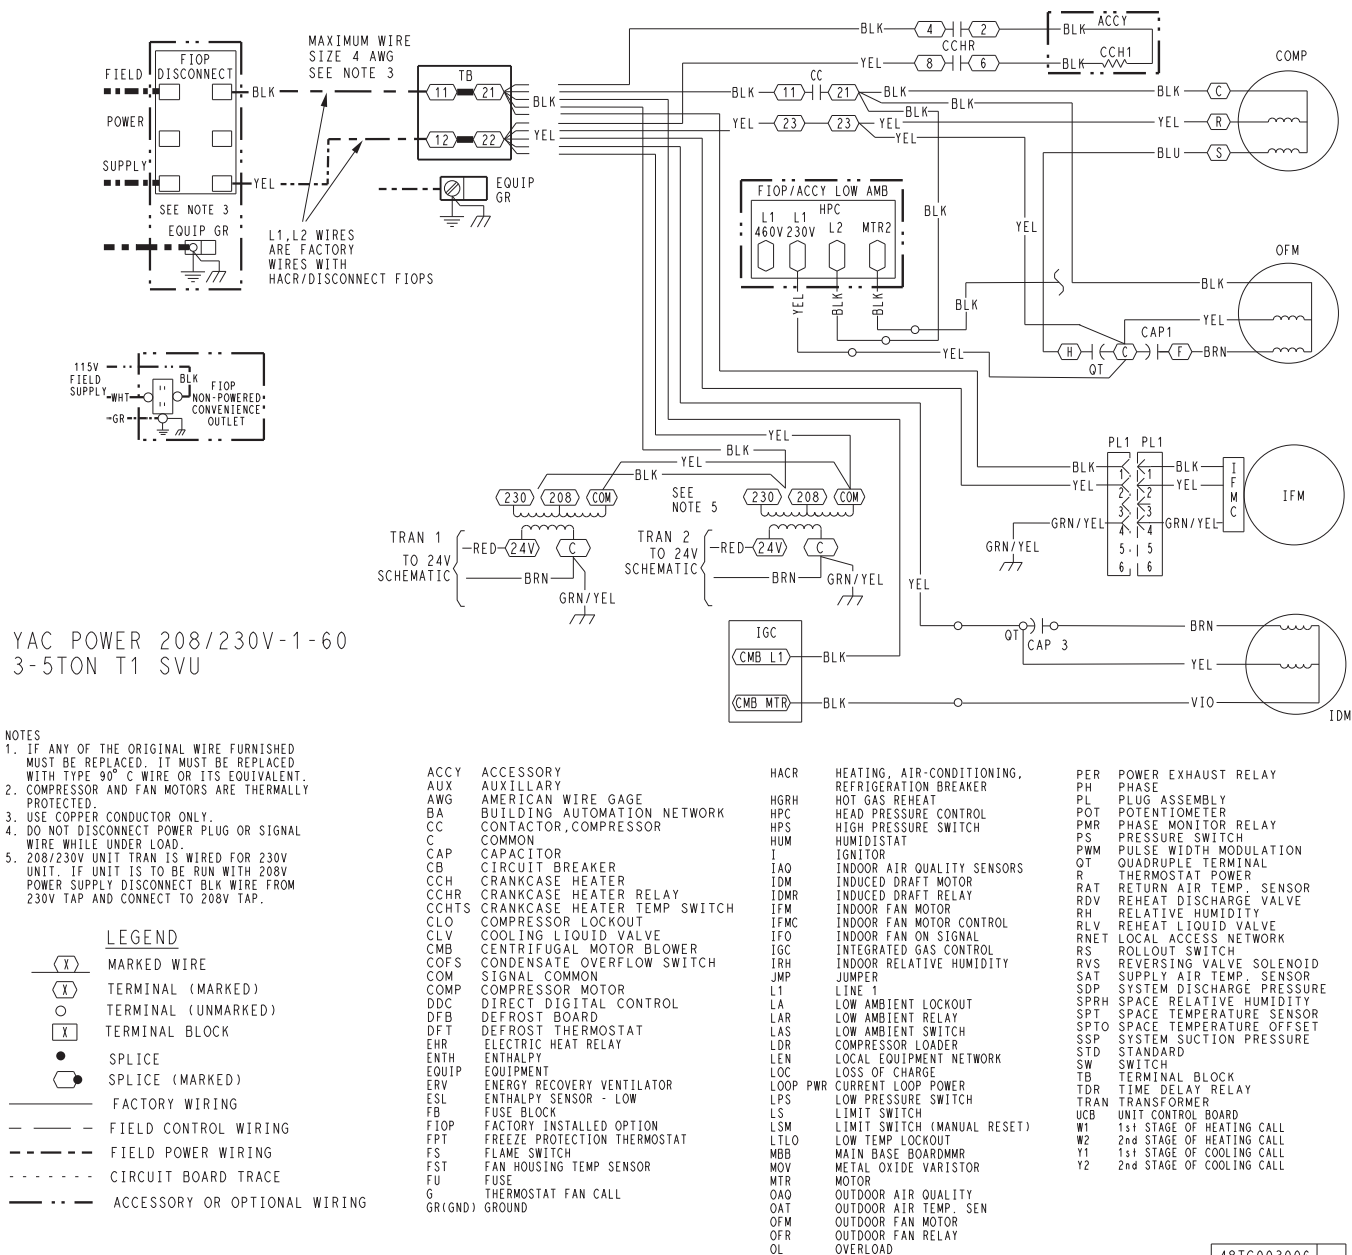 FIOP
DISCONNECT
FIELD
POWER
SUPPLY
SEE NOTE 3
EQUIP GR
BLK
YEL
MAXIMUM WIRE
SIZE 4 AWG
SEE NOTE 3
L1,L2 WIRES
ARE FACTORY
WIRES WITH
HACR/DISCONNECT FIOPS
TB
11 21
12 22
BLK
YEL
EQUIP
GR
BLK 4 2 BLK
CCHR
YEL 8 6 BLK
ACCY
CCH1
CC
BLK 11 21 BLK
BLK
BLK
YEL 23 23 YEL
YEL
COMP
BLK C
YEL R
BLU S
FIOP/ACCY LOW AMB
HPC
L1 L1 L2 MTR2
460V 230V
YEL BLK BLK
BLK
BLK
YEL
YEL
OFM
BLK
YEL
CAP1
H C F BRN
QT
115V
FIELD
SUPPLY
BLK
WHT
GR
FIOP
NON-POWERED
CONVENIENCE
OUTLET
YEL
BLK
YEL
BLK
230 208 COM
SEE
NOTE 5
230 208 COM
TRAN 1
TO 24V
SCHEMATIC
RED 24V C
BRN
GRN/YEL
TRAN 2
TO 24V
SCHEMATIC
RED 24V C
BRN
GRN/YEL
YEL
PL1 PL1
BLK 1 1 BLK
YEL 2 2 YEL
3 3
GRN/YEL 4 4 GRN/YEL
5 5
6 6
GRN/YEL
IFMC
IFM
IGC
CMB L1 BLK
CMB MTR BLK
QT
CAP 3
BRN
YEL
VIO
IDM
YAC POWER 208/230V-1-60
3-5TON T1 SVU
NOTES
1. IF ANY OF THE ORIGINAL WIRE FURNISHED
MUST BE REPLACED. IT MUST BE REPLACED
WITH TYPE 90° C WIRE OR ITS EQUIVALENT.
2. COMPRESSOR AND FAN MOTORS ARE THERMALLY
PROTECTED.
3. USE COPPER CONDUCTOR ONLY.
4. DO NOT DISCONNECT POWER PLUG OR SIGNAL
WIRE WHILE UNDER LOAD.
5. 208/230V UNIT TRAN IS WIRED FOR 230V
UNIT. IF UNIT IS TO BE RUN WITH 208V
POWER SUPPLY DISCONNECT BLK WIRE FROM
230V TAP AND CONNECT TO 208V TAP.
LEGEND
X MARKED WIRE
X TERMINAL (MARKED)
TERMINAL (UNMARKED)
X TERMINAL BLOCK
SPLICE
SPLICE (MARKED)
FACTORY WIRING
FIELD CONTROL WIRING
FIELD POWER WIRING
CIRCUIT BOARD TRACE
ACCESSORY OR OPTIONAL WIRING
ACCY ACCESSORY
AUX AUXILLARY
AWG AMERICAN WIRE GAGE
BA BUILDING AUTOMATION NETWORK
CC CONTACTOR,COMPRESSOR
C COMMON
CAP CAPACITOR
CB CIRCUIT BREAKER
CCH CRANKCASE HEATER
CCHR CRANKCASE HEATER RELAY
CCHTS CRANKCASE HEATER TEMP SWITCH
CLO COMPRESSOR LOCKOUT
CLV COOLING LIQUID VALVE
CMB CENTRIFUGAL MOTOR BLOWER
COFS CONDENSATE OVERFLOW SWITCH
COM SIGNAL COMMON
COMP COMPRESSOR MOTOR
DDC DIRECT DIGITAL CONTROL
DFB DEFROST BOARD
DFT DEFROST THERMOSTAT
EHR ELECTRIC HEAT RELAY
ENTH ENTHALPY
EQUIP EQUIPMENT
ERV ENERGY RECOVERY VENTILATOR
ESL ENTHALPY SENSOR - LOW
FB FUSE BLOCK
FIOP FACTORY INSTALLED OPTION
FPT FREEZE PROTECTION THERMOSTAT
FS FLAME SWITCH
FST FAN HOUSING TEMP SENSOR
FU FUSE
G THERMOSTAT FAN CALL
GR(GND) GROUND
HACR HEATING, AIR-CONDITIONING,
REFRIGERATION BREAKER
HGRH HOT GAS REHEAT
HPC HEAD PRESSURE CONTROL
HPS HIGH PRESSURE SWITCH
HUM HUMIDISTAT
I IGNITOR
IAQ INDOOR AIR QUALITY SENSORS
IDM INDUCED DRAFT MOTOR
IDMR INDUCED DRAFT RELAY
IFM INDOOR FAN MOTOR
IFMC INDOOR FAN MOTOR CONTROL
IFO INDOOR FAN ON SIGNAL
IGC INTEGRATED GAS CONTROL
IRH INDOOR RELATIVE HUMIDITY
JMP JUMPER
L1 LINE 1
LA LOW AMBIENT LOCKOUT
LAR LOW AMBIENT RELAY
LAS LOW AMBIENT SWITCH
LDR COMPRESSOR LOADER
LEN LOCAL EQUIPMENT NETWORK
LOC LOSS OF CHARGE
LOOP PWR CURRENT LOOP POWER
LPS LOW PRESSURE SWITCH
LS LIMIT SWITCH
LSM LIMIT SWITCH (MANUAL RESET)
LTLO LOW TEMP LOCKOUT
MBB MAIN BASE BOARDMMR
MOV METAL OXIDE VARISTOR
MTR MOTOR
OAQ OUTDOOR AIR QUALITY
OAT OUTDOOR AIR TEMP. SEN
OFM OUTDOOR FAN MOTOR
OFR OUTDOOR FAN RELAY
OL OVERLOAD
PER POWER EXHAUST RELAY
PH PHASE
PL PLUG ASSEMBLY
POT POTENTIOMETER
PMR PHASE MONITOR RELAY
PS PRESSURE SWITCH
PWM PULSE WIDTH MODULATION
QT QUADRUPLE TERMINAL
R THERMOSTAT POWER
RAT RETURN AIR TEMP. SENSOR
RDV REHEAT DISCHARGE VALVE
RH RELATIVE HUMIDITY
RLV REHEAT LIQUID VALVE
RNET LOCAL ACCESS NETWORK
RS ROLLOUT SWITCH
RVS REVERSING VALVE SOLENOID
SAT SUPPLY AIR TEMP. SENSOR
SDP SYSTEM DISCHARGE PRESSURE
SPRH SPACE RELATIVE HUMIDITY
SPT SPACE TEMPERATURE SENSOR
SPTO SPACE TEMPERATURE OFFSET
SSP SYSTEM SUCTION PRESSURE
STD STANDARD
SW SWITCH
TB TERMINAL BLOCK
TDR TIME DELAY RELAY
TRAN TRANSFORMER
UCB UNIT CONTROL BOARD
W1 1st STAGE OF HEATING CALL
W2 2nd STAGE OF HEATING CALL
Y1 1st STAGE OF COOLING CALL
Y2 2nd STAGE OF COOLING CALL